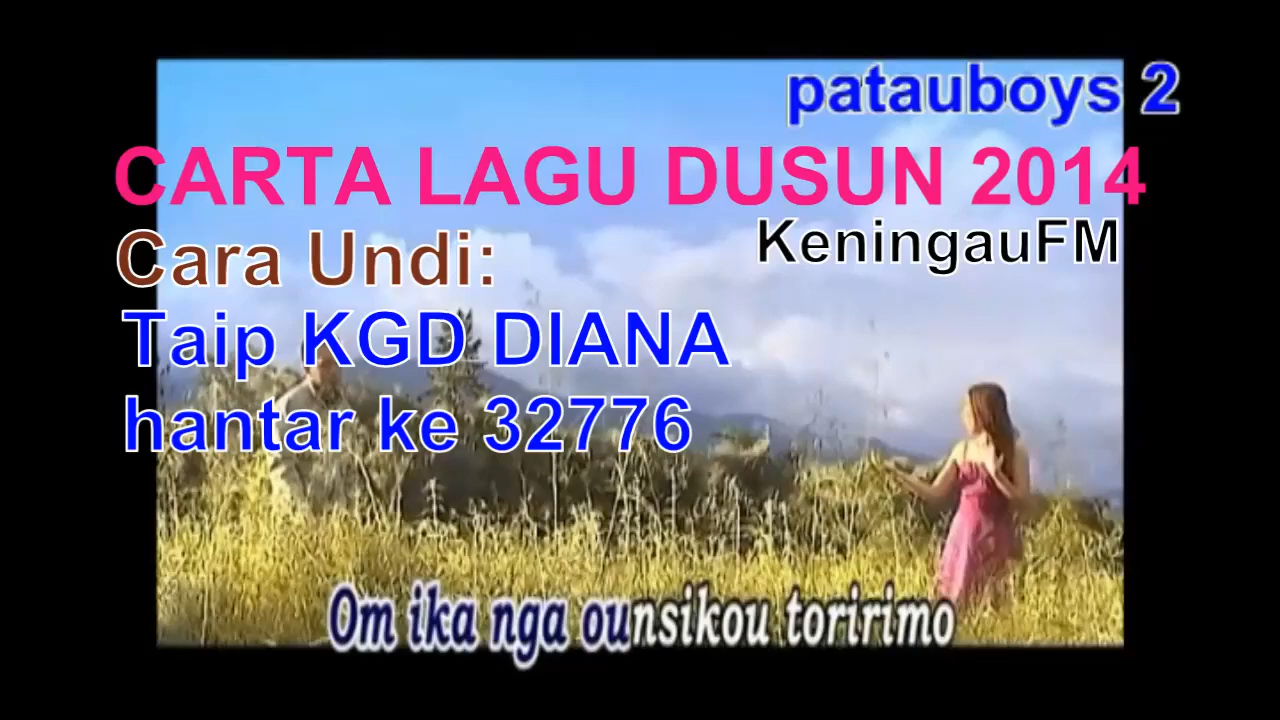 patauboys 2
CARTA LAGU DUSUN 2014
KeningauFM
Cara Undi:
Taip KGD DIANA
hantar ke 32776
Om ika nga ounsikou toririmo